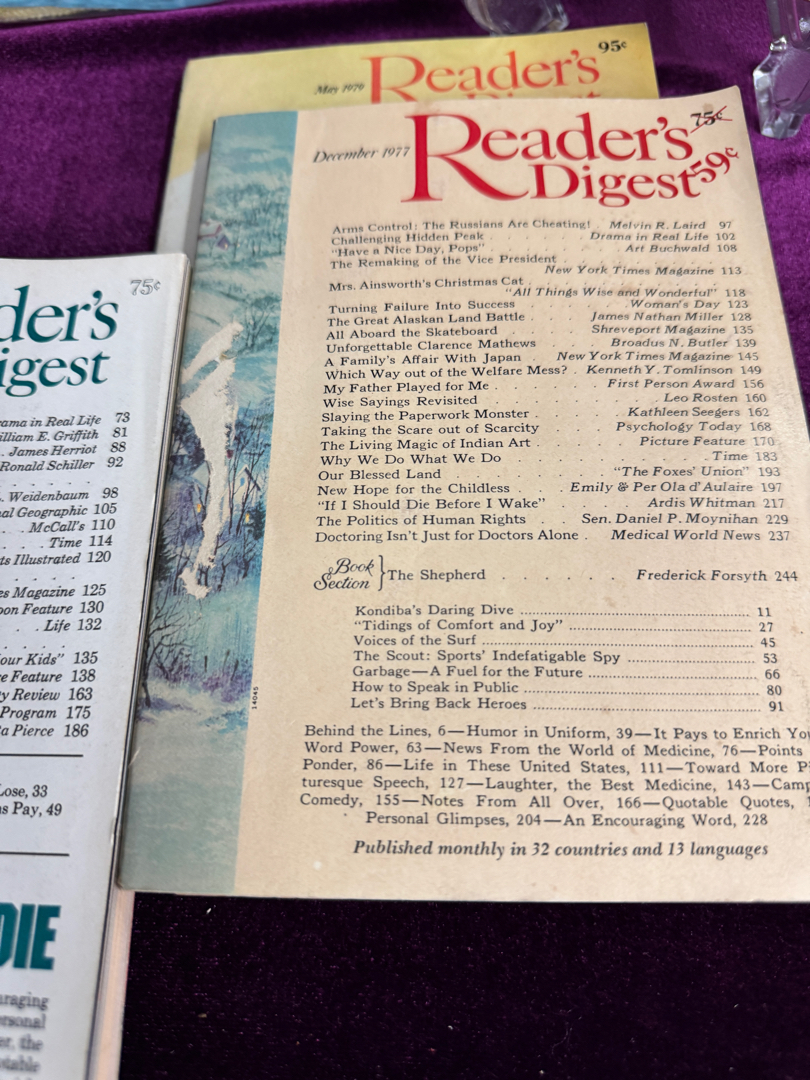 May 1979
Reader's
95¢
December 1977
Reader's
Digest
75¢
59¢
Arms Control: The Russians Are Cheating! . Melvin R. Laird 97
Challenging Hidden Peak . . . . . . Drama in Real Life 102
"Have a Nice Day, Pops" . . . . . . . Art Buchwald 108
The Remaking of the Vice President . . . . . . . .
New York Times Magazine 113
Mrs. Ainsworth's Christmas Cat . . . . . . . . .
"All Things Wise and Wonderful" 118
Turning Failure Into Success . . . . . . Woman's Day 123
The Great Alaskan Land Battle . . . . James Nathan Miller 128
All Aboard the Skateboard . . . . Shreveport Magazine 135
Unforgettable Clarence Mathews . . . . Broadus N. Butler 139
A Family's Affair With Japan . New York Times Magazine 145
Which Way out of the Welfare Mess? . Kenneth Y. Tomlinson 149
My Father Played for Me . . . . . . First Person Award 156
Wise Sayings Revisited . . . . . . . . . Leo Rosten 160
Slaying the Paperwork Monster . . . . Kathleen Seegers 162
Taking the Scare out of Scarcity . . . . Psychology Today 168
The Living Magic of Indian Art . . . . . Picture Feature 170
Why We Do What We Do . . . . . . . . . . Time 183
Our Blessed Land . . . . . . . . "The Foxes' Union" 193
New Hope for the Childless . . . Emily & Per Ola d'Aulaire 197
"If I Should Die Before I Wake" . . . . . Ardis Whitman 217
The Politics of Human Rights . . Sen. Daniel P. Moynihan 229
Doctoring Isn't Just for Doctors Alone . Medical World News 237
Book
Section } The Shepherd . . . . . . Frederick Forsyth 244
Kondiba's Daring Dive .......... 11
"Tidings of Comfort and Joy" .......... 27
Voices of the Surf .......... 45
The Scout: Sports' Indefatigable Spy .......... 53
Garbage—A Fuel for the Future .......... 66
How to Speak in Public .......... 80
Let's Bring Back Heroes .......... 91
Behind the Lines, 6—Humor in Uniform, 39—It Pays to Enrich
Word Power, 63—News From the World of Medicine, 76—Points
Ponder, 86—Life in These United States, 111—Toward More
turesque Speech, 127—Laughter, the Best Medicine, 143—
Comedy, 155—Notes From All Over, 166—Quotable Quotes,
Personal Glimpses, 204—An Encouraging Word, 228
Published monthly in 32 countries and 13 languages
14045
75¢
der's
igest
ama in Real Life 73
illiam E. Griffith 81
. James Herriot 88
Ronald Schiller 92
. Weidenbaum 98
al Geographic 105
. . McCall's 110
. . . Time 114
ts Illustrated 120
es Magazine 125
on Feature 130
. . Life 132
our Kids" 135
e Feature 138
y Review 163
Program 175
a Pierce 186
Lose, 33
s Pay, 49
DIE
uraging
ersonal
er, the